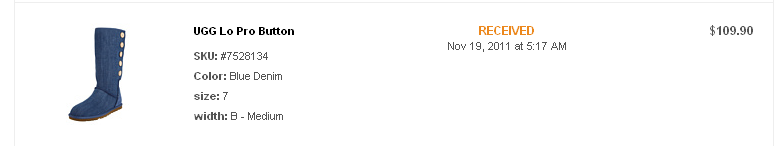 UGG Lo Pro Button
SKU: #7528134
Color: Blue Denim
size: 7
width: B - Medium
RECEIVED
Nov 19, 2011 at 5:17 AM
$109.90